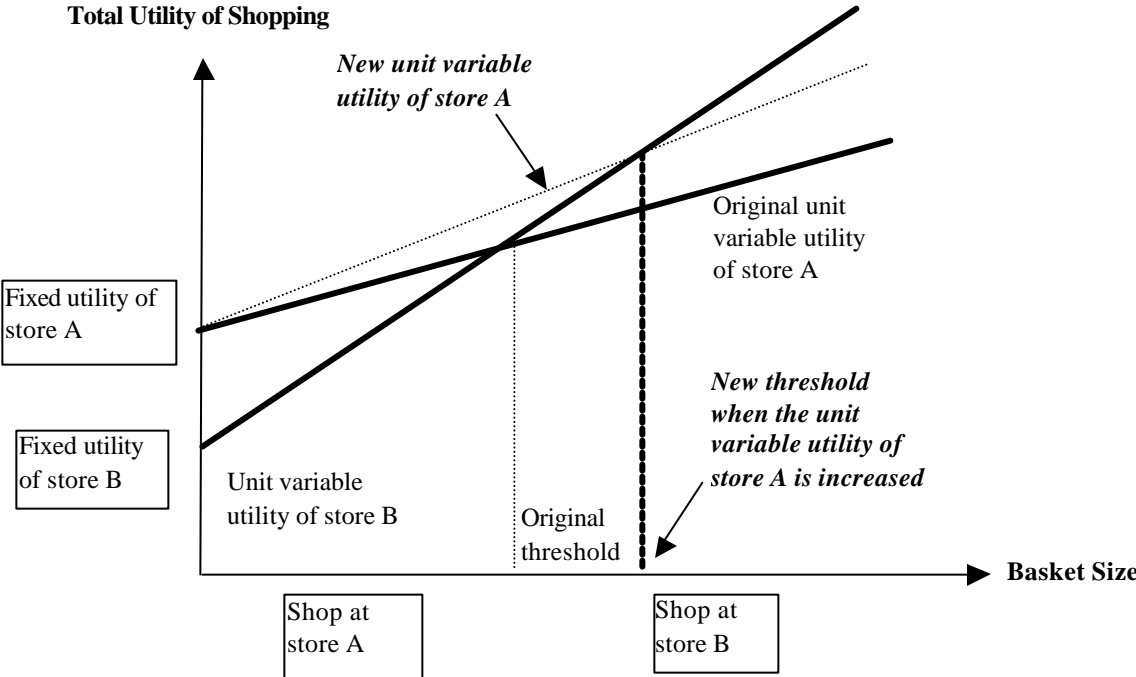 Total Utility of Shopping
New unit variable
utility of store A
Original unit
variable utility
of store A
Fixed utility of
store A
New threshold
when the unit
variable utility of
store A is increased
Fixed utility
of store B
Unit variable
utility of store B
Original
threshold
Basket Size
Shop at
store A
Shop at
store B